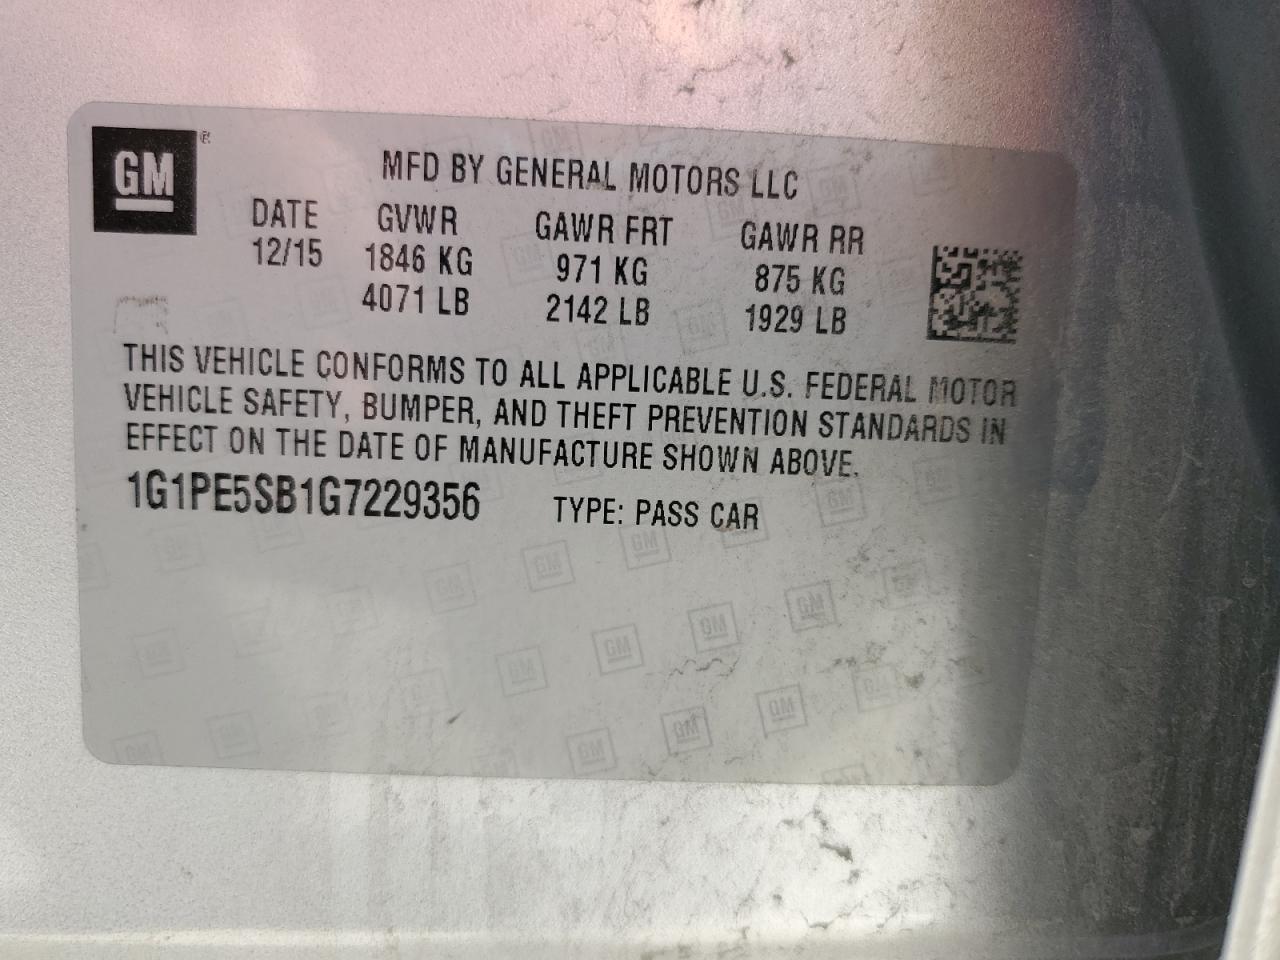 GM ®
MFD BY GENERAL MOTORS LLC
DATE GVWR GAWR FRT GAWR RR
12/15 1846 KG 971 KG 875 KG
4071 LB 2142 LB 1929 LB
THIS VEHICLE CONFORMS TO ALL APPLICABLE U.S. FEDERAL MOTOR
VEHICLE SAFETY, BUMPER, AND THEFT PREVENTION STANDARDS IN
EFFECT ON THE DATE OF MANUFACTURE SHOWN ABOVE.
1G1PE5SB1G7229356 TYPE: PASS CAR